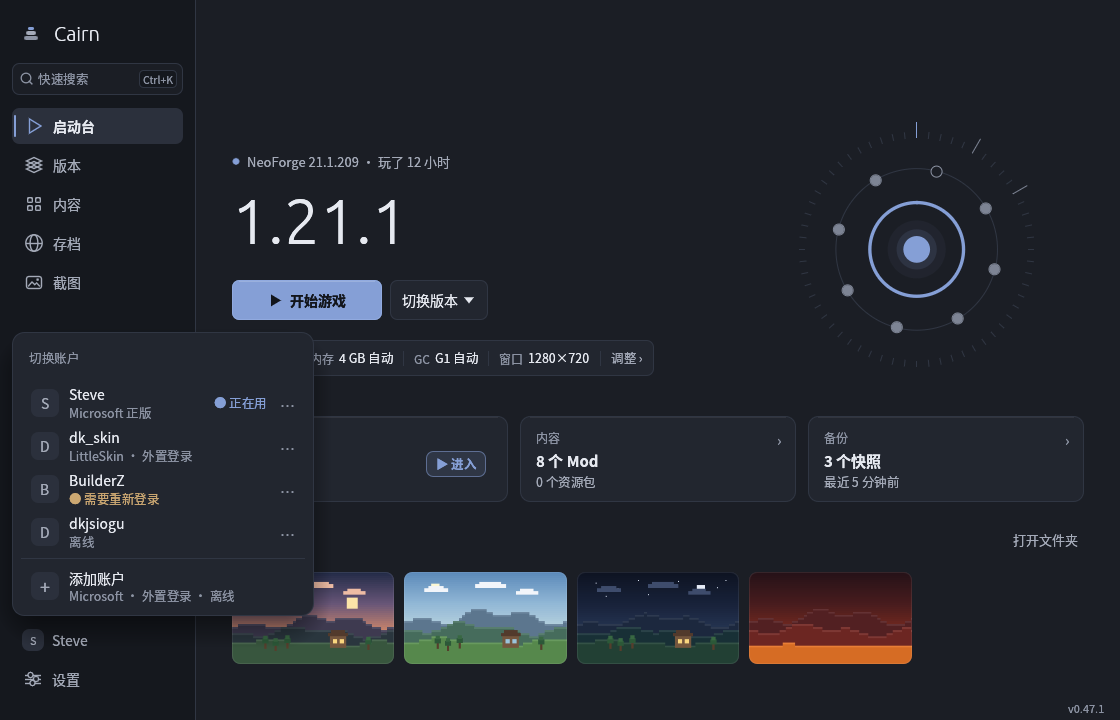 Cairn
快速搜索 Ctrl+K
启动台
版本
内容
存档
截图
NeoForge 21.1.209 • 玩了 12 小时
1.21.1
开始游戏
切换版本
内存 4 GB 自动 GC G1 自动 窗口 1280×720 调整 ›
进入
内容 ›
8 个 Mod
0 个资源包
备份 ›
3 个快照
最近 5 分钟前
打开文件夹
切换账户
S Steve
Microsoft 正版
正在用 ...
D dk_skin
LittleSkin • 外置登录 ...
B BuilderZ
需要重新登录 ...
D dkjsiogu
离线 ...
+ 添加账户
Microsoft • 外置登录 • 离线
S Steve
设置
v0.47.1